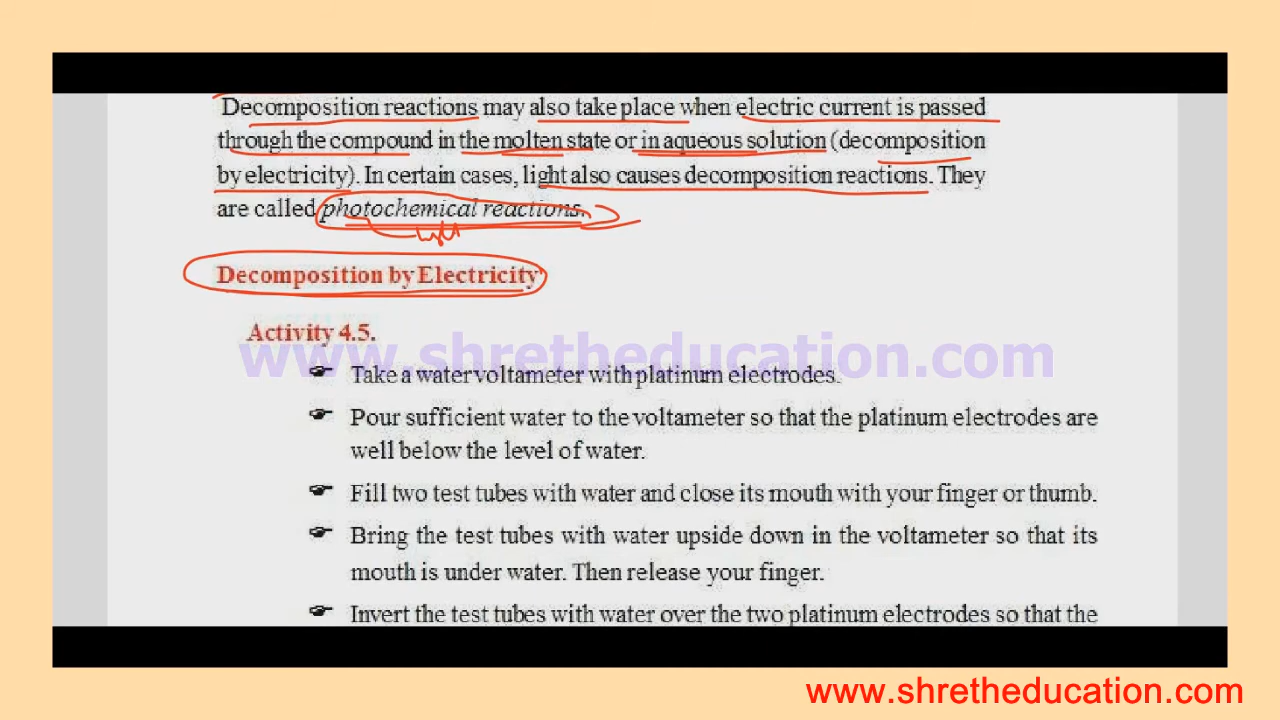 Decomposition reactions may also take place when electric current is passed
through the compound in the molten state or in aqueous solution (decomposition
by electricity). In certain cases, light also causes decomposition reactions. They
are called photochemical reactions.
light
Decomposition by Electricity
Activity 4.5.
www.shretheducation.com
☛ Take a water voltameter with platinum electrodes.
☛ Pour sufficient water to the voltameter so that the platinum electrodes are
well below the level of water.
☛ Fill two test tubes with water and close its mouth with your finger or thumb.
☛ Bring the test tubes with water upside down in the voltameter so that its
mouth is under water. Then release your finger.
☛ Invert the test tubes with water over the two platinum electrodes so that the
www.shretheducation.com